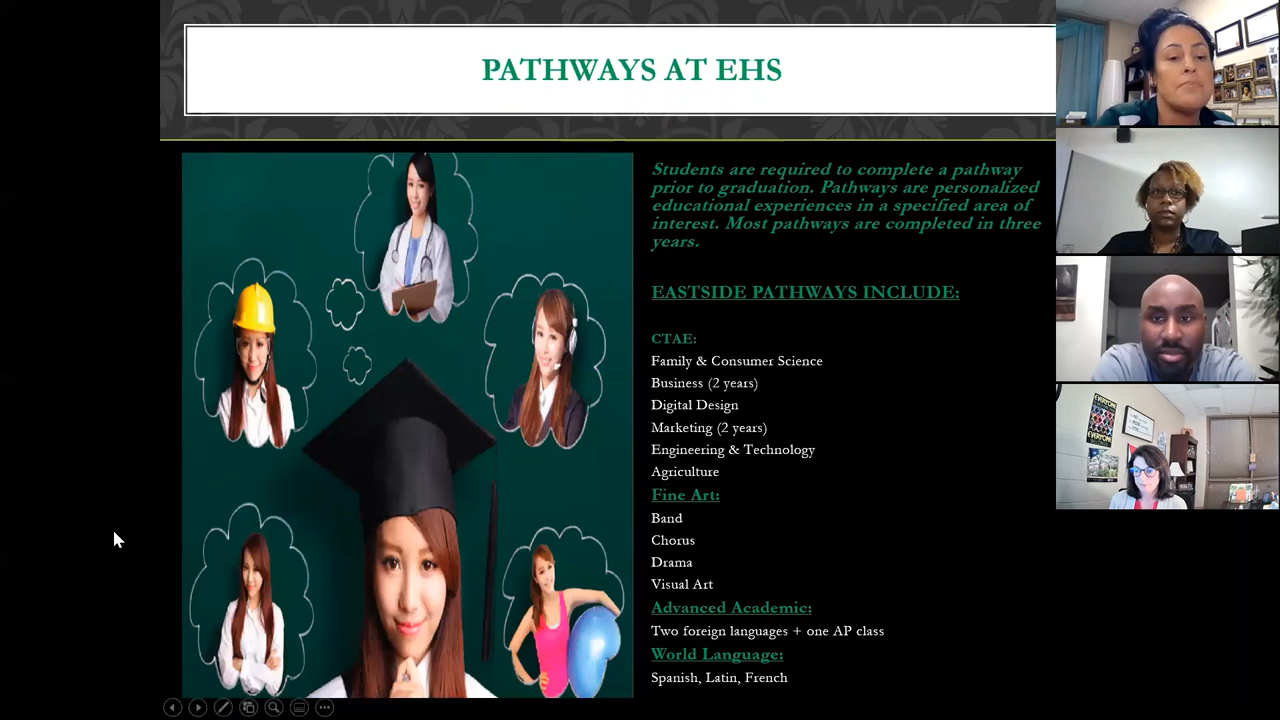 PATHWAYS AT EHS
Students are required to complete a pathway
prior to graduation. Pathways are personalized
educational experiences in a specified area of
interest. Most pathways are completed in three
years.
EASTSIDE PATHWAYS INCLUDE:
CTAE:
Family & Consumer Science
Business (2 years)
Digital Design
Marketing (2 years)
Engineering & Technology
Agriculture
Fine Art:
Band
Chorus
Drama
Visual Art
Advanced Academic:
Two foreign languages + one AP class
World Language:
Spanish, Latin, French
EVERYONE
EVERYONE